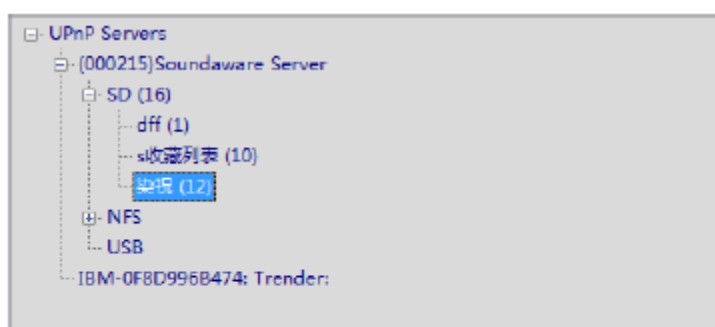 UPnP Servers
(000215)Soundaware Server
SD (16)
dff (1)
s收藏列表 (10)
(12)
NFS
USB
IBM-0F8D996B474: Trender: